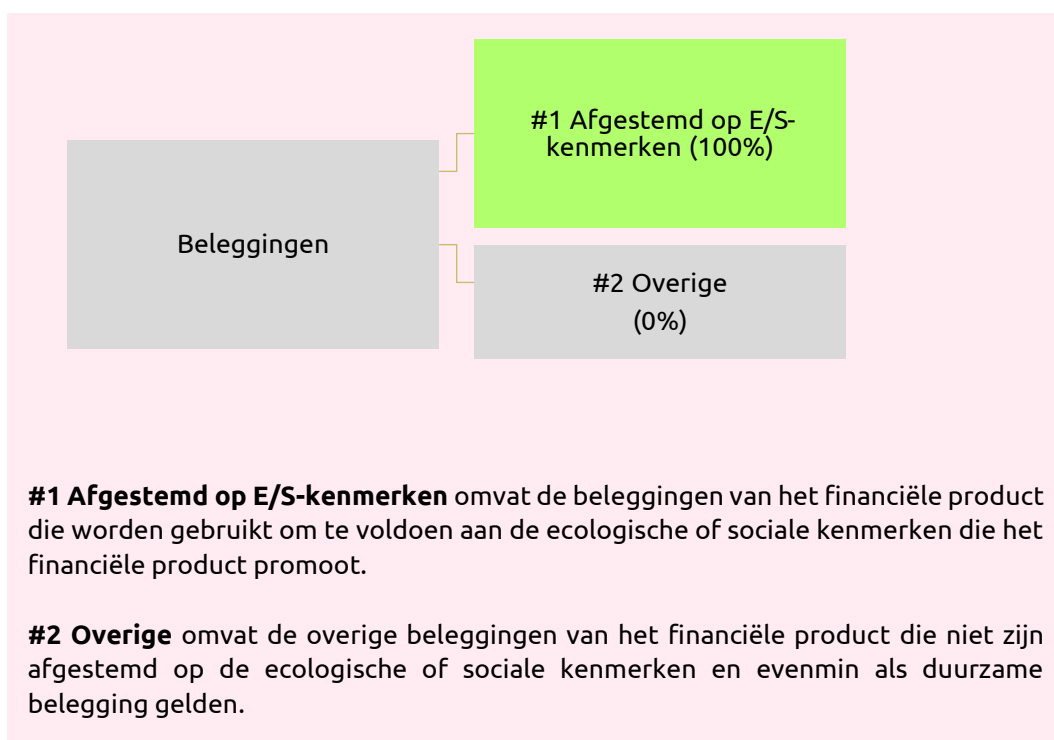 #1 Afgestemd op E/S-
kenmerken (100%)
Beleggingen
#2 Overige
(0%)
#1 Afgestemd op E/S-kenmerken omvat de beleggingen van het financiële product
die worden gebruikt om te voldoen aan de ecologische of sociale kenmerken die het
financiële product promoot.
#2 Overige omvat de overige beleggingen van het financiële product die niet zijn
afgestemd op de ecologische of sociale kenmerken en evenmin als duurzame
belegging gelden.